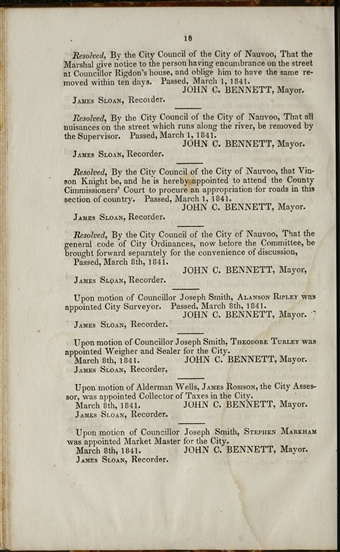 18
Resolved, By the City Council of the City of Nauvoo, That the
Marshal give notice to the person having encumbrance on the street
at Councillor Rigdon's house, and oblige him to have the same re-
moved within ten days. Passed, March 1, 1841.
JOHN C. BENNETT, Mayor.
JAMES SLOAN, Recorder.
Resolved, By the City Council of the City of Nauvoo, That all
nuisances on the street which runs along the river, be removed by
the Supervisor. Passed, March 1, 1841.
JOHN C. BENNETT, Mayor.
JAMES SLOAN, Recorder.
Resolved, By the City Council of the City of Nauvoo, that Vin-
son Knight be, and he is hereby appointed to attend the County
Cimmissioners' Court to procure an appropriation for roads in this
section of country. Passed, March 1, 1841.
JOHN C. BENNETT, Mayor.
JAMES SLOAN, Recorder.
Resolved, By the City Council of the City of Nauvoo, That the
general code of City Ordinances, now before the Committee, be
brought forward separately for the convenience of discussion,
Passed, March 8th, 1841.
JOHN C. BENNETT, Mayor,
JAMES SLOAN, Recorder.
Upon motion of Councillor Joseph Smith, ALANSON RIPLEY was
appointed City Surveyor. Passed, March 8th, 1841.
JOHN C. BENNETT, Mayor.
JAMES SLOAN, Recorder.
Upon motion of Councillor Joseph Smith, THEODORE TURLEY was
appointed Weigher and Sealer for the City.
March 8th, 1841. JOHN C. BENNETT, Mayor.
JAMES SLOAN, Recorder,
Upon motion of Alderman Wells, JAMES ROBISON, the City Asses-
sor, was appointed Collector of Taxes in the City.
March 8th, 1841. JOHN C. BENNETT, Mayor.
JAMES SLOAN, Recorder.
Upon motion of Councillor Joseph Smith, STEPHEN MARKHAM
was appointed Market Master for the City.
March 8th, 1841. JOHN C. BENNETT, Mayor.
JAMES SLOAN, Recorder.